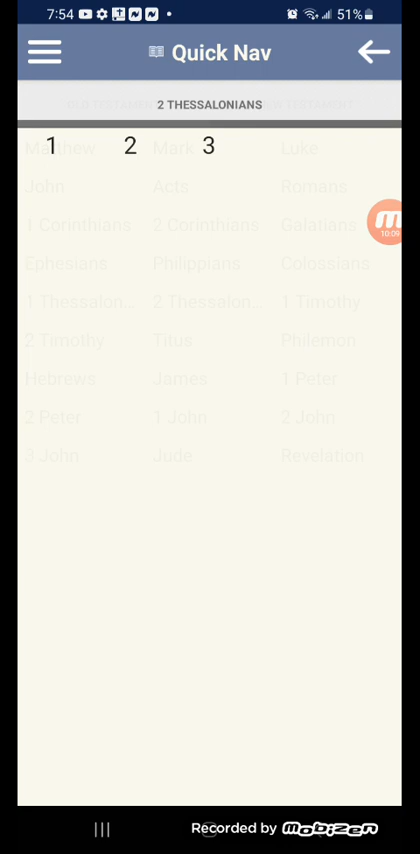 7:54 51%
Quick Nav
2 THESSALONIANS
1 2 3
Matthew Mark Luke
John Acts Romans
10:09
1 Corinthians 2 Corinthians Galatians
Ephesians Philippians Colossians
1 Thessalon... 2 Thessalon... 1 Timothy
2 Timothy Titus Philemon
Hebrews James 1 Peter
2 Peter 1 John 2 John
3 John Jude Revelation
Recorded by mobizen